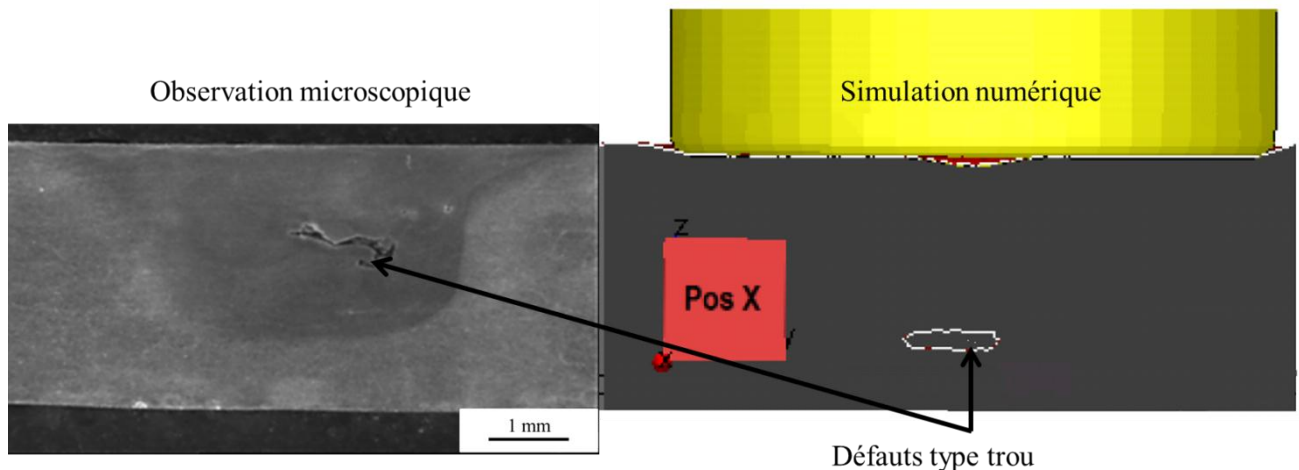 Observation microscopique
Simulation numérique
Z
Pos X
Y
X
1 mm
Défauts type trou